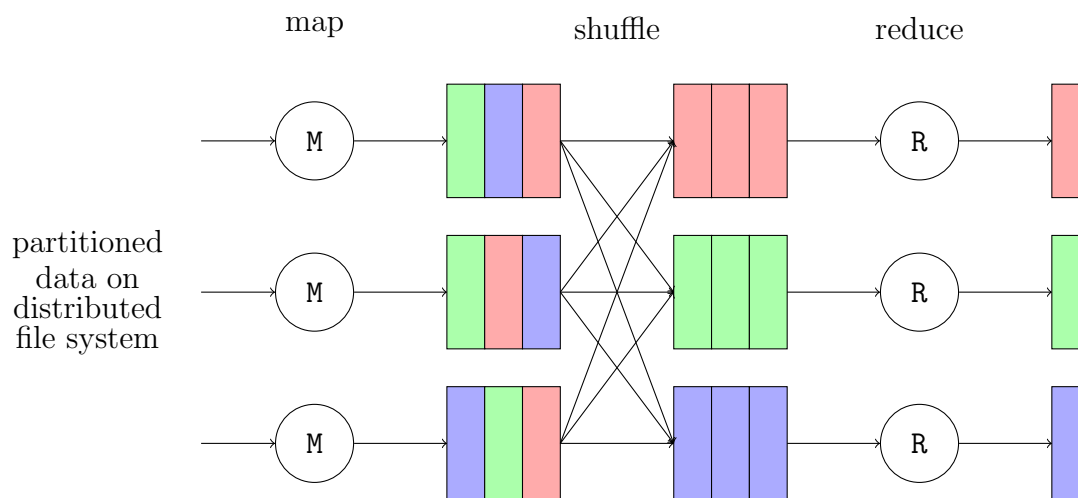 map
shuffle
reduce
M
R
partitioned
data on
distributed
file system
M
R
M
R